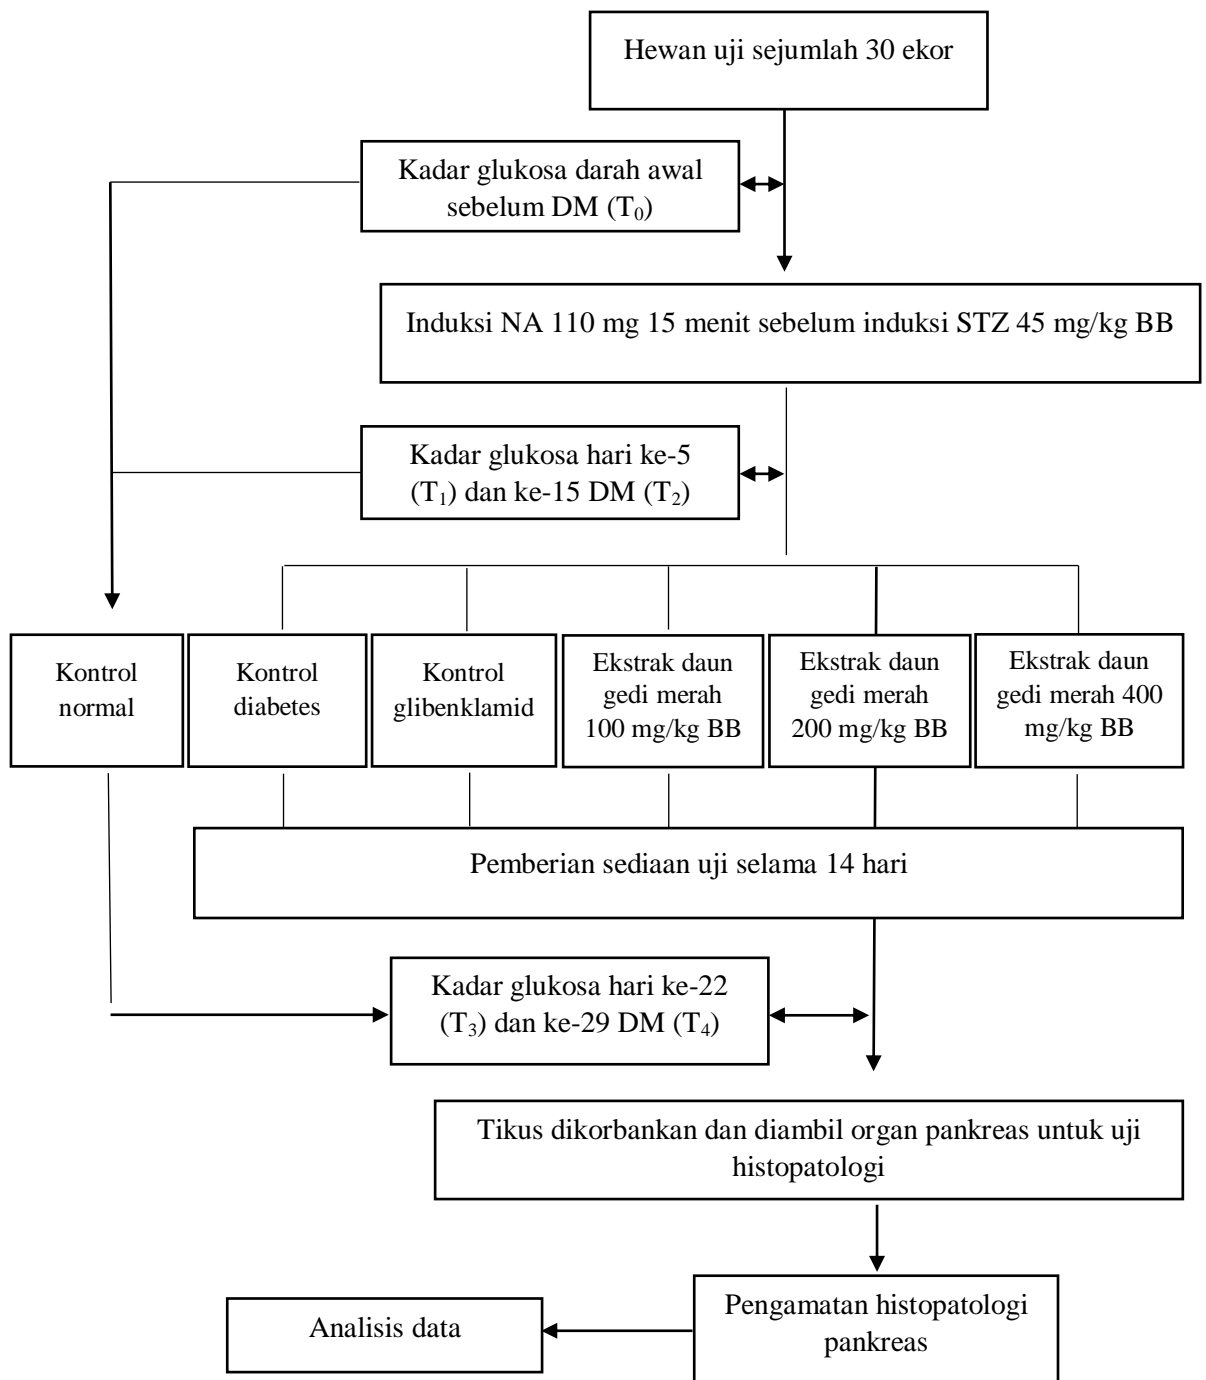 Hewan uji sejumlah 30 ekor
Kadar glukosa darah awal
sebelum DM (T₀)
Induksi NA 110 mg 15 menit sebelum induksi STZ 45 mg/kg BB
Kadar glukosa hari ke-5
(T₁) dan ke-15 DM (T₂)
Kontrol
normal
Kontrol
diabetes
Kontrol
glibenklamid
Ekstrak daun
gedi merah
100 mg/kg BB
Ekstrak daun
gedi merah
200 mg/kg BB
Ekstrak daun
gedi merah 400
mg/kg BB
Pemberian sediaan uji selama 14 hari
Kadar glukosa hari ke-22
(T₃) dan ke-29 DM (T₄)
Tikus dikorbankan dan diambil organ pankreas untuk uji
histopatologi
Pengamatan histopatologi
pankreas
Analisis data